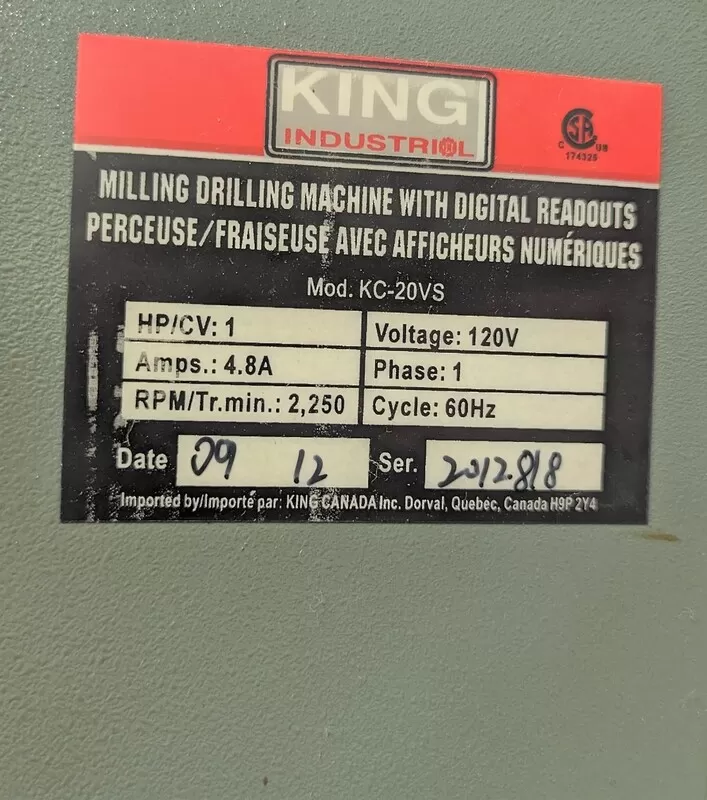 KING
INDUSTRIAL
C US
174325
MILLING DRILLING MACHINE WITH DIGITAL READOUTS
PERCEUSE/FRAISEUSE AVEC AFFICHEURS NUMÉRIQUES
Mod. KC-20VS
HP/CV: 1 Voltage: 120V
Amps.: 4.8A Phase: 1
RPM/Tr.min.: 2,250 Cycle: 60Hz
Date 09 12 Ser. 2012.818
Imported by/Importé par: KING CANADA Inc. Dorval, Quebéc, Canada H9P 2Y4